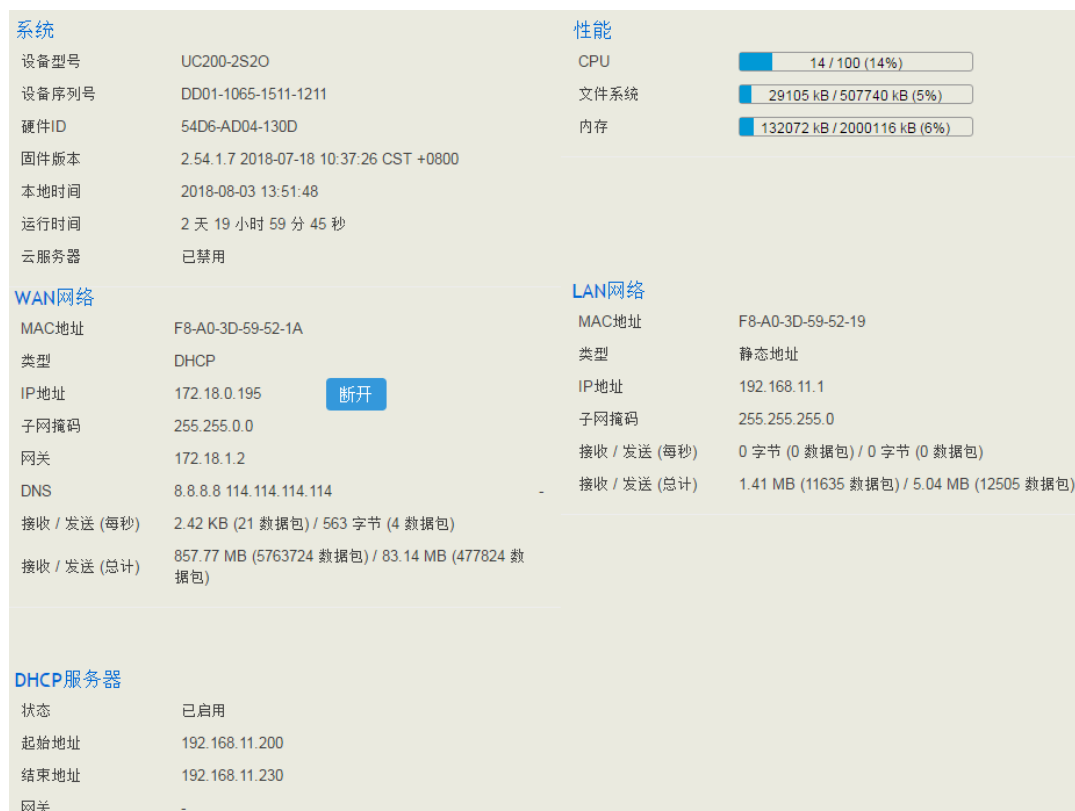 系统
设备型号 UC200-2S2O
设备序列号 DD01-1065-1511-1211
硬件ID 54D6-AD04-130D
固件版本 2.54.1.7 2018-07-18 10:37:26 CST +0800
本地时间 2018-08-03 13:51:48
运行时间 2 天 19 小时 59 分 45 秒
云服务器 已禁用
性能
CPU 14 / 100 (14%)
文件系统 29105 kB / 507740 kB (5%)
内存 132072 kB / 2000116 kB (6%)
WAN网络
MAC地址 F8-A0-3D-59-52-1A
类型 DHCP
IP地址 172.18.0.195 断开
子网掩码 255.255.0.0
网关 172.18.1.2
DNS 8.8.8.8 114.114.114.114 -
接收 / 发送 (每秒) 2.42 KB (21 数据包) / 563 字节 (4 数据包)
接收 / 发送 (总计) 857.77 MB (5763724 数据包) / 83.14 MB (477824 数
据包)
LAN网络
MAC地址 F8-A0-3D-59-52-19
类型 静态地址
IP地址 192.168.11.1
子网掩码 255.255.255.0
接收 / 发送 (每秒) 0 字节 (0 数据包) / 0 字节 (0 数据包)
接收 / 发送 (总计) 1.41 MB (11635 数据包) / 5.04 MB (12505 数据包)
DHCP服务器
状态 已启用
起始地址 192.168.11.200
结束地址 192.168.11.230
网关 -